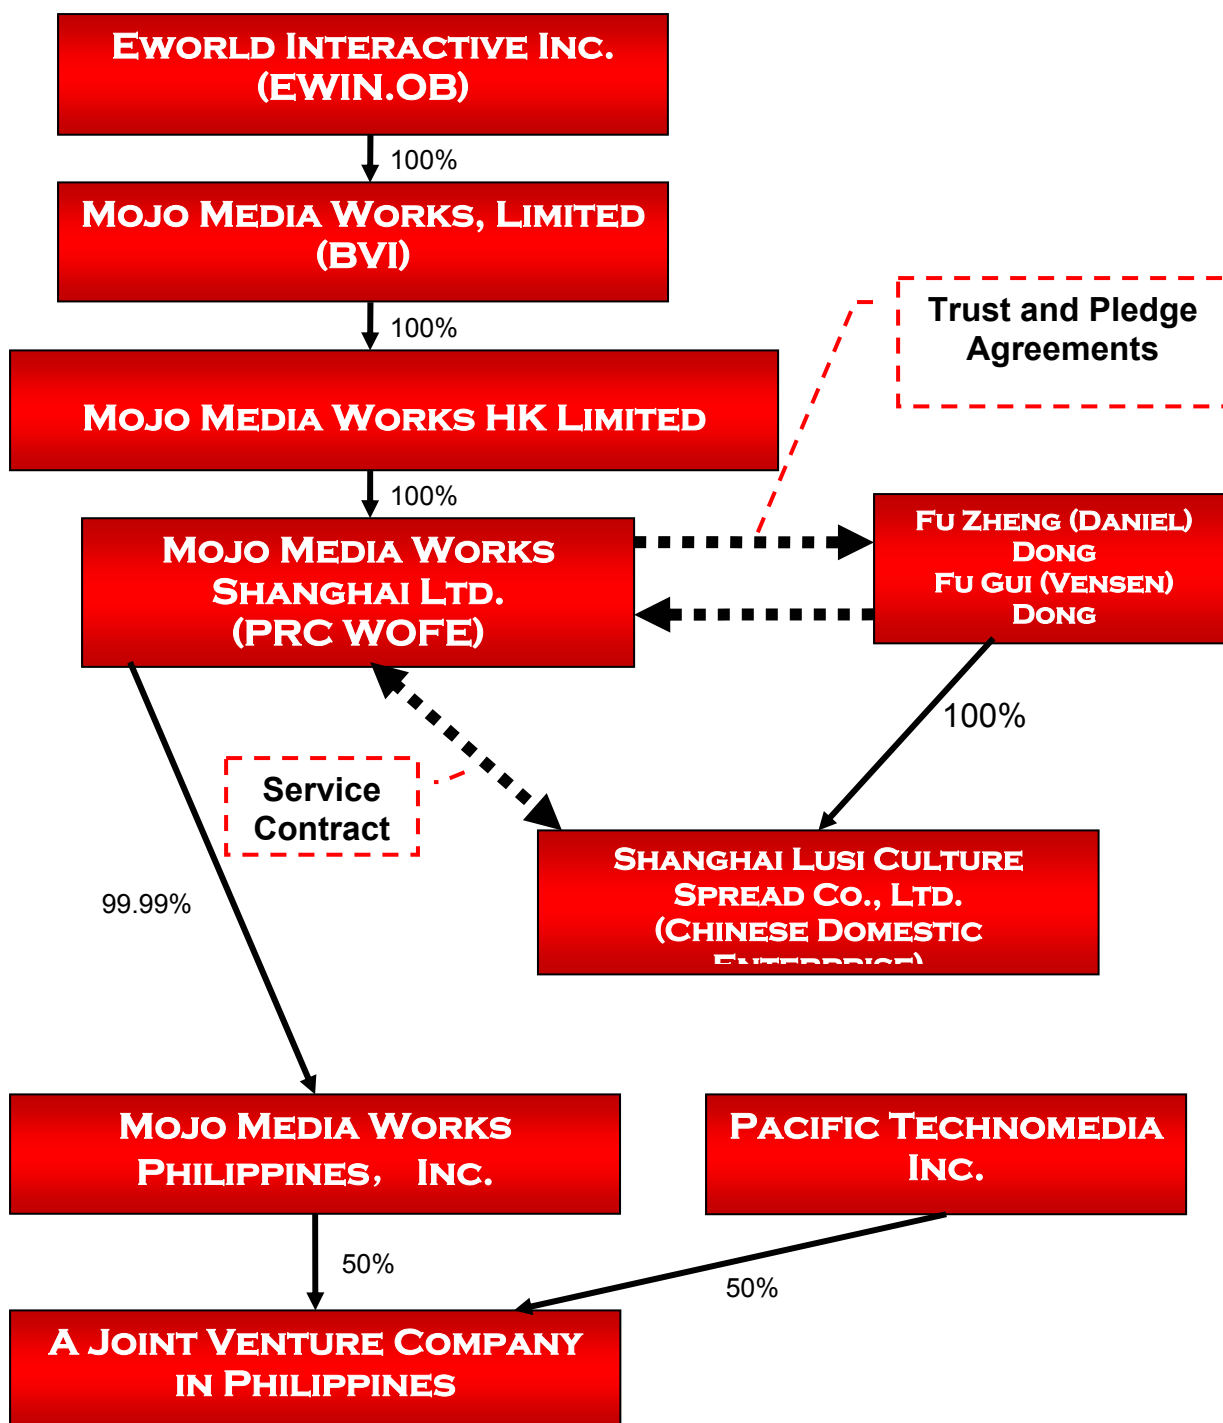 Eworld Interactive Inc.
(EWIN.OB)
100%
Mojo Media Works, Limited
(BVI)
100%
Trust and Pledge
Agreements
Mojo Media Works HK Limited
100%
Mojo Media Works
Shanghai Ltd.
(PRC WOFE)
Fu Zheng (Daniel)
Dong
Fu Gui (Vensen)
Dong
100%
Service
Contract
Shanghai Lusi Culture
Spread Co., Ltd.
(Chinese Domestic
Enterprise)
99.99%
Mojo Media Works
Philippines, Inc.
Pacific Technomedia
Inc.
50%
50%
A Joint Venture Company
in Philippines